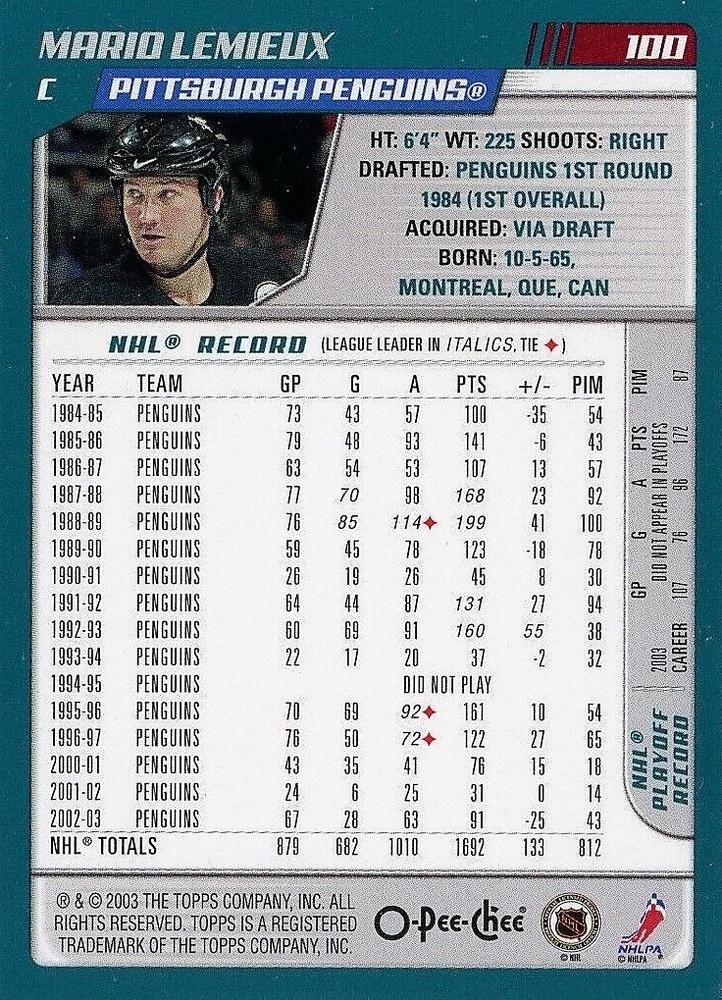 MARIO LEMIEUX
100
C
PITTSBURGH PENGUINS®
HT: 6'4" WT: 225 SHOOTS: RIGHT
DRAFTED: PENGUINS 1ST ROUND
1984 (1ST OVERALL)
ACQUIRED: VIA DRAFT
BORN: 10-5-65,
MONTREAL, QUE, CAN
NHL® RECORD (LEAGUE LEADER IN ITALICS, TIE ✦)
YEAR TEAM GP G A PTS +/- PIM
1984-85 PENGUINS 73 43 57 100 -35 54
1985-86 PENGUINS 79 48 93 141 -6 43
1986-87 PENGUINS 63 54 53 107 13 57
1987-88 PENGUINS 77 70 98 168 23 92
1988-89 PENGUINS 76 85 114✦ 199 41 100
1989-90 PENGUINS 59 45 78 123 -18 78
1990-91 PENGUINS 26 19 26 45 8 30
1991-92 PENGUINS 64 44 87 131 27 94
1992-93 PENGUINS 60 69 91 160 55 38
1993-94 PENGUINS 22 17 20 37 -2 32
1994-95 PENGUINS DID NOT PLAY
1995-96 PENGUINS 70 69 92✦ 161 10 54
1996-97 PENGUINS 76 50 72✦ 122 27 65
2000-01 PENGUINS 43 35 41 76 15 18
2001-02 PENGUINS 24 6 25 31 0 14
2002-03 PENGUINS 67 28 63 91 -25 43
NHL® TOTALS 879 682 1010 1692 133 812
NHL®
PLAYOFF
RECORD
GP G A PTS PIM
2003 DID NOT APPEAR IN PLAYOFFS
CAREER 107 76 96 172 87
® & © 2003 THE TOPPS COMPANY, INC. ALL
RIGHTS RESERVED. TOPPS IS A REGISTERED
TRADEMARK OF THE TOPPS COMPANY, INC.
O-Pee-Chee®
NHL
© NHL
NHLPA
© NHLPA